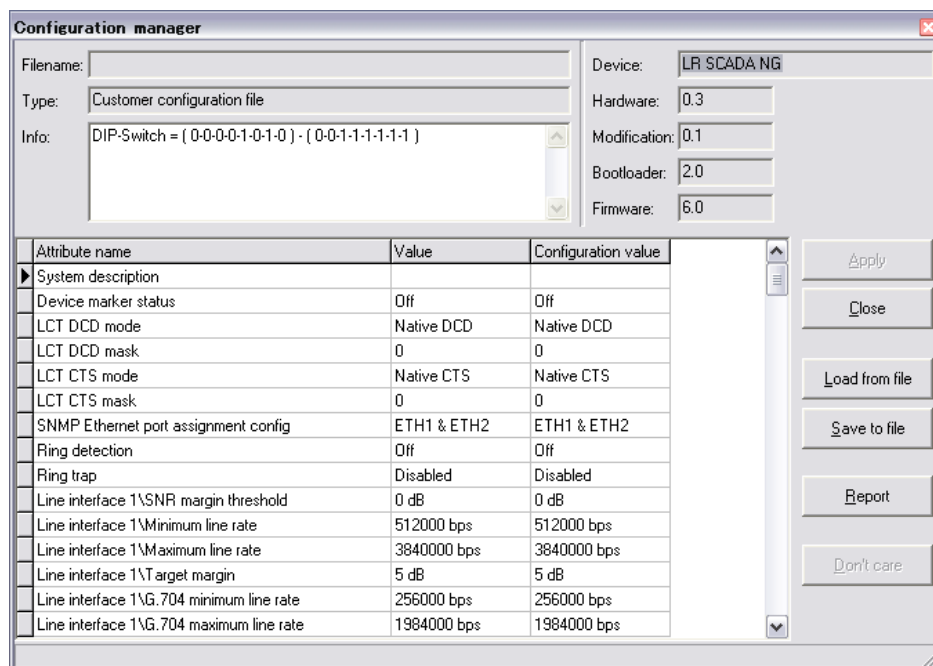 Configuration manager
Filename:
Type: Customer configuration file
Info: DIP-Switch = ( 0-0-0-0-1-0-1-0 ) - ( 0-0-1-1-1-1-1-1 )
Device: LR SCADA NG
Hardware: 0.3
Modification: 0.1
Bootloader: 2.0
Firmware: 6.0
Attribute name Value Configuration value
System description
Device marker status Off Off
LCT DCD mode Native DCD Native DCD
LCT DCD mask 0 0
LCT CTS mode Native CTS Native CTS
LCT CTS mask 0 0
SNMP Ethernet port assignment config ETH1 & ETH2 ETH1 & ETH2
Ring detection Off Off
Ring trap Disabled Disabled
Line interface 1\SNR margin threshold 0 dB 0 dB
Line interface 1\Minimum line rate 512000 bps 512000 bps
Line interface 1\Maximum line rate 3840000 bps 3840000 bps
Line interface 1\Target margin 5 dB 5 dB
Line interface 1\G.704 minimum line rate 256000 bps 256000 bps
Line interface 1\G.704 maximum line rate 1984000 bps 1984000 bps
Apply
Close
Load from file
Save to file
Report
Don't care